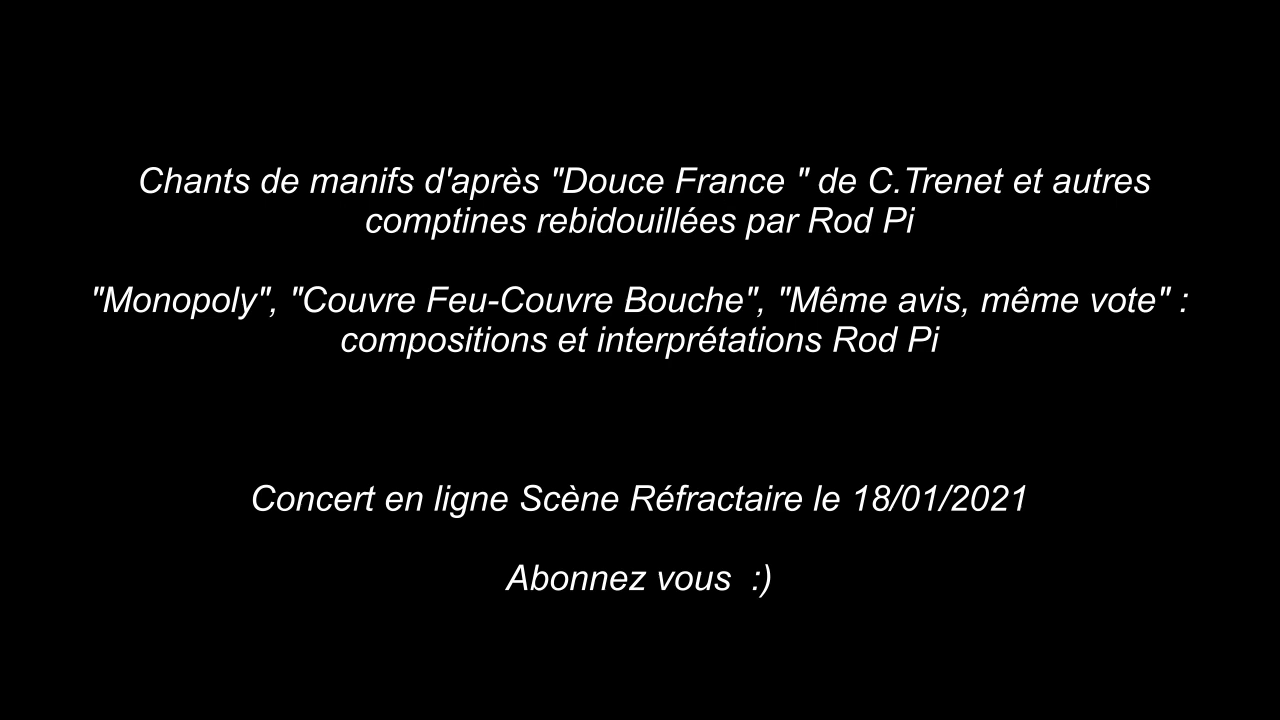 Chants de manifs d'après "Douce France " de C.Trenet et autres
comptines rebidouillées par Rod Pi
"Monopoly", "Couvre Feu-Couvre Bouche", "Même avis, même vote" :
compositions et interprétations Rod Pi
Concert en ligne Scène Réfractaire le 18/01/2021
Abonnez vous  :)